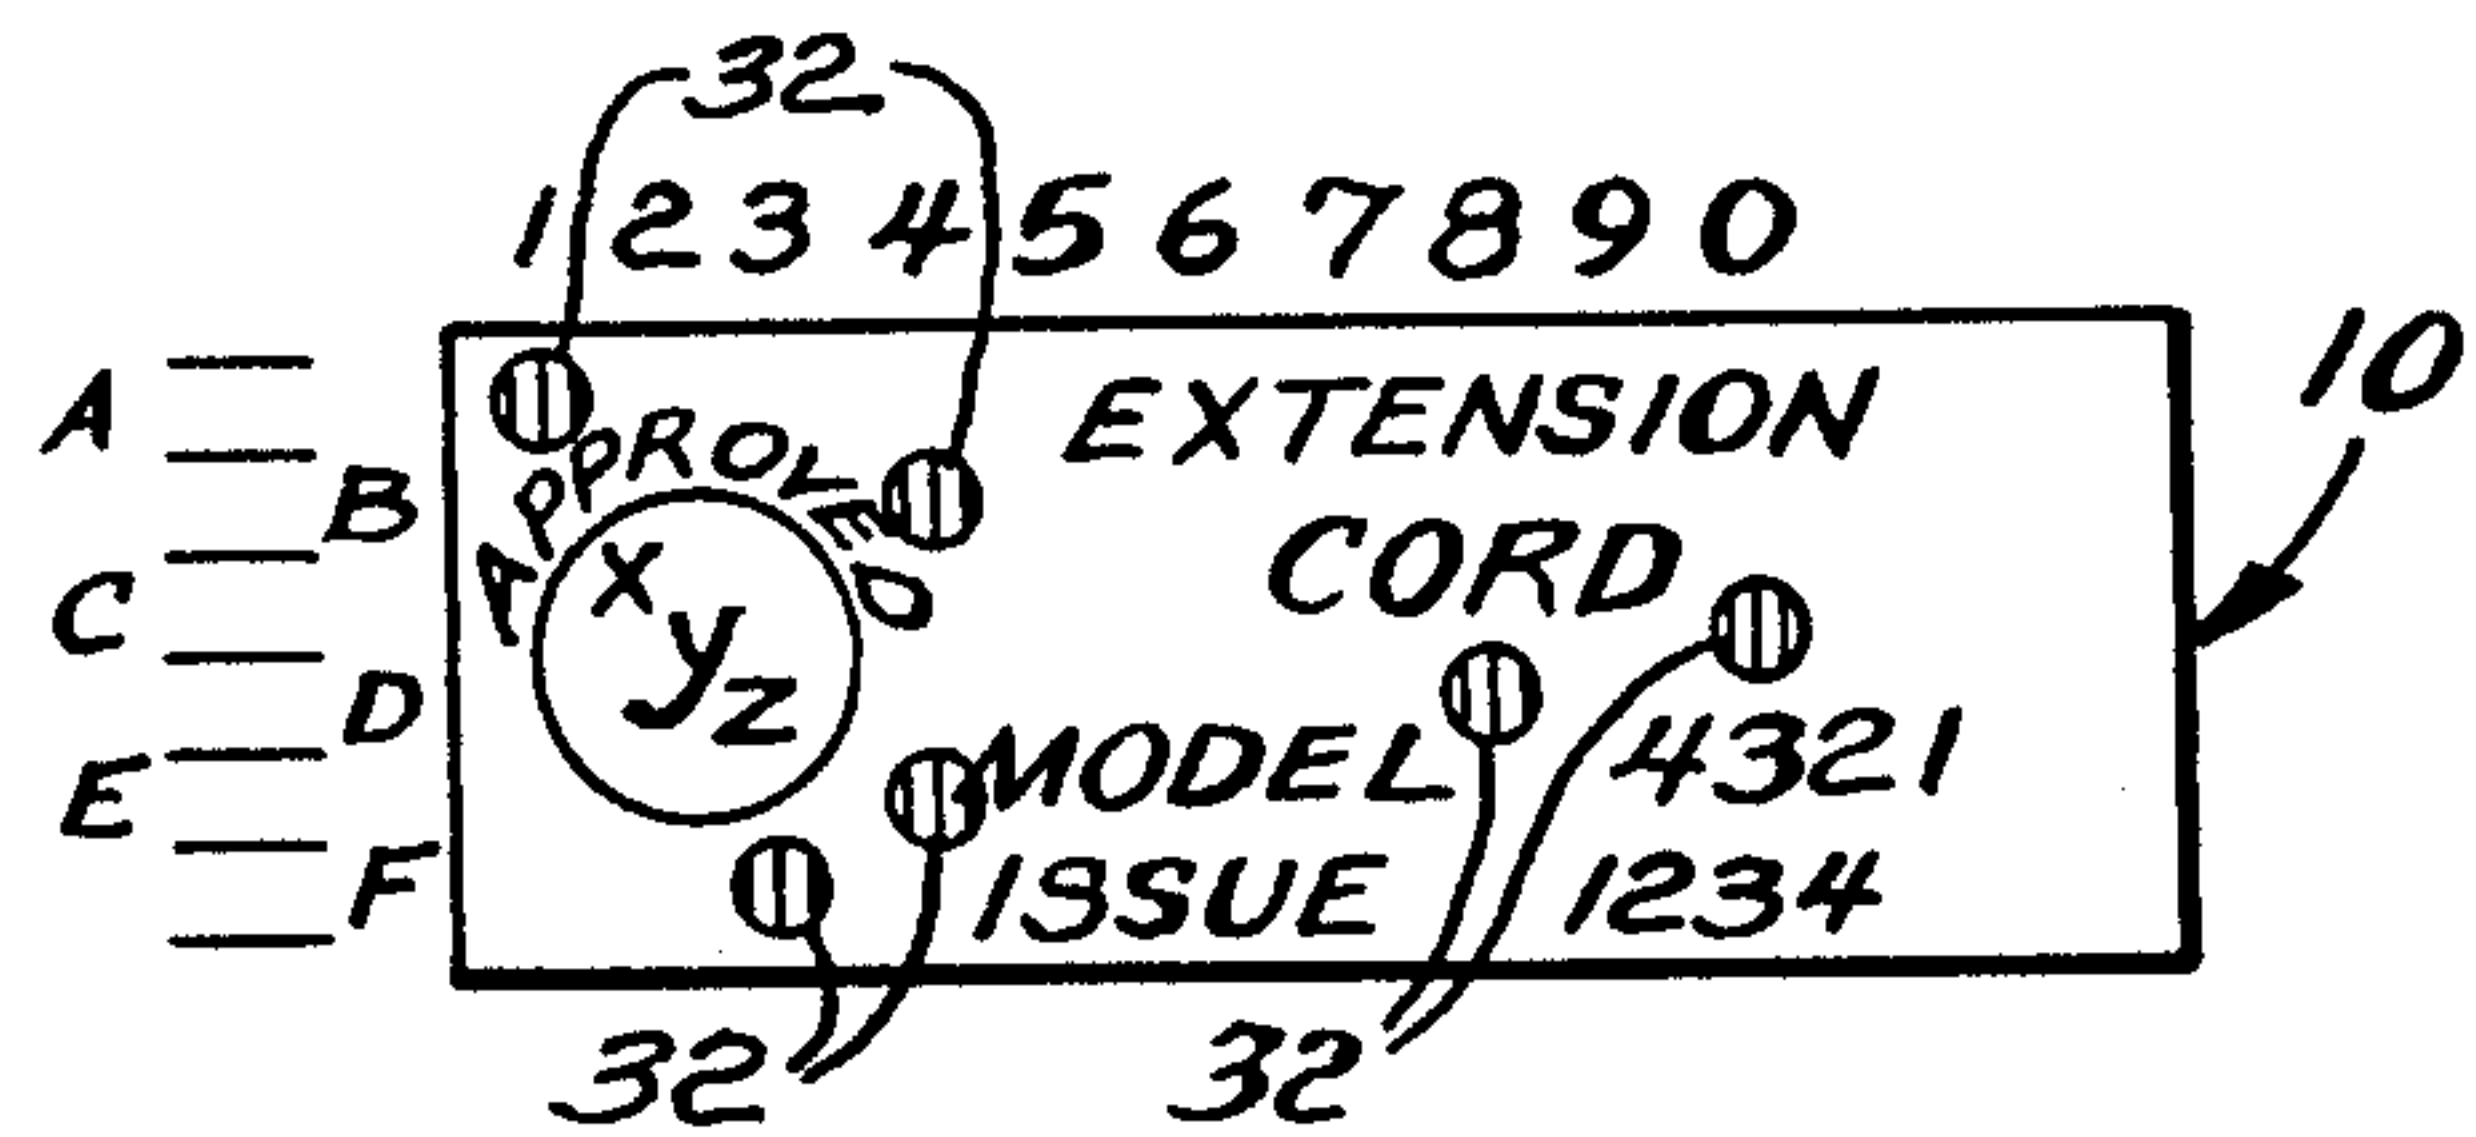 32
1 2 3 4 5 6 7 8 9 0
10
A
B
C
D
E
F
APPROLED
X
y
z
EXTENSION
CORD
MODEL 4321
ISSUE 1234
32
32